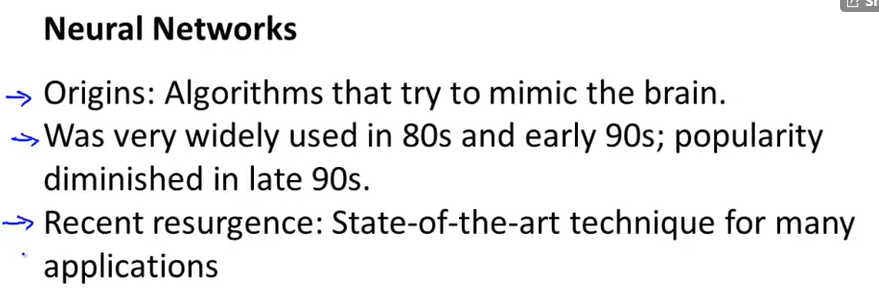 Neural Networks
Origins: Algorithms that try to mimic the brain.
Was very widely used in 80s and early 90s; popularity
diminished in late 90s.
Recent resurgence: State-of-the-art technique for many
applications